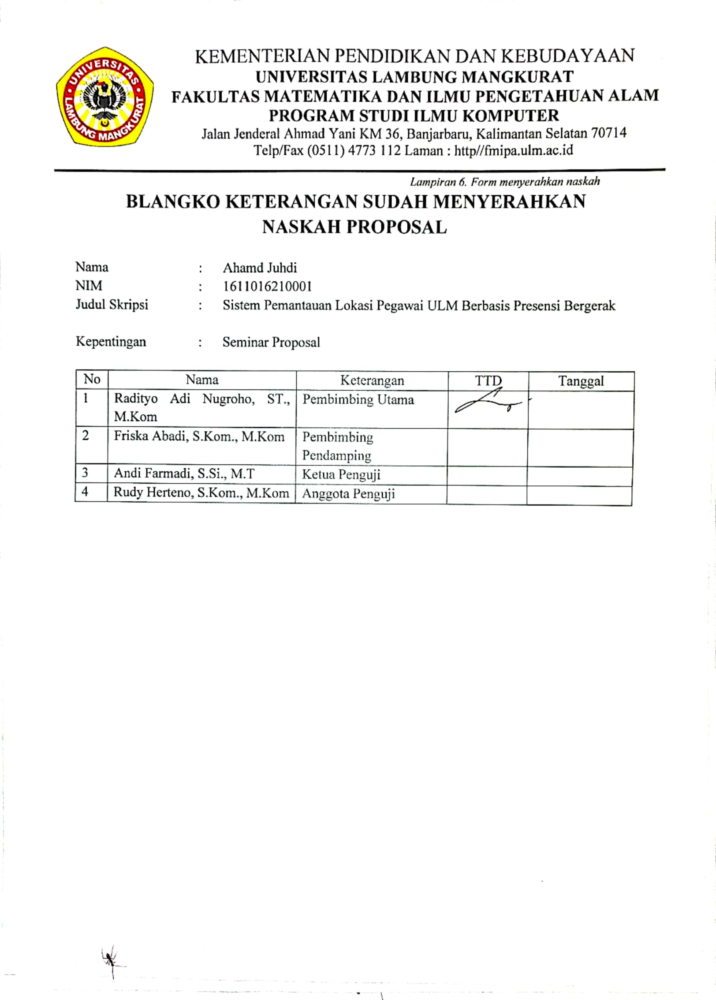 UNIVERSITAS
LAMBUNG MANGKURAT
KEMENTERIAN PENDIDIKAN DAN KEBUDAYAAN
UNIVERSITAS LAMBUNG MANGKURAT
FAKULTAS MATEMATIKA DAN ILMU PENGETAHUAN ALAM
PROGRAM STUDI ILMU KOMPUTER
Jalan Jenderal Ahmad Yani KM 36, Banjarbaru, Kalimantan Selatan 70714
Telp/Fax (0511) 4773 112 Laman : http//fmipa.ulm.ac.id
Lampiran 6. Form menyerahkan naskah
BLANGKO KETERANGAN SUDAH MENYERAHKAN
NASKAH PROPOSAL
Nama : Ahamd Juhdi
NIM : 1611016210001
Judul Skripsi : Sistem Pemantauan Lokasi Pegawai ULM Berbasis Presensi Bergerak
Kepentingan : Seminar Proposal
No Nama Keterangan TTD Tanggal
1 Radityo Adi Nugroho, ST., Pembimbing Utama
M.Kom
2 Friska Abadi, S.Kom., M.Kom Pembimbing
Pendamping
3 Andi Farmadi, S.Si., M.T Ketua Penguji
4 Rudy Herteno, S.Kom., M.Kom Anggota Penguji